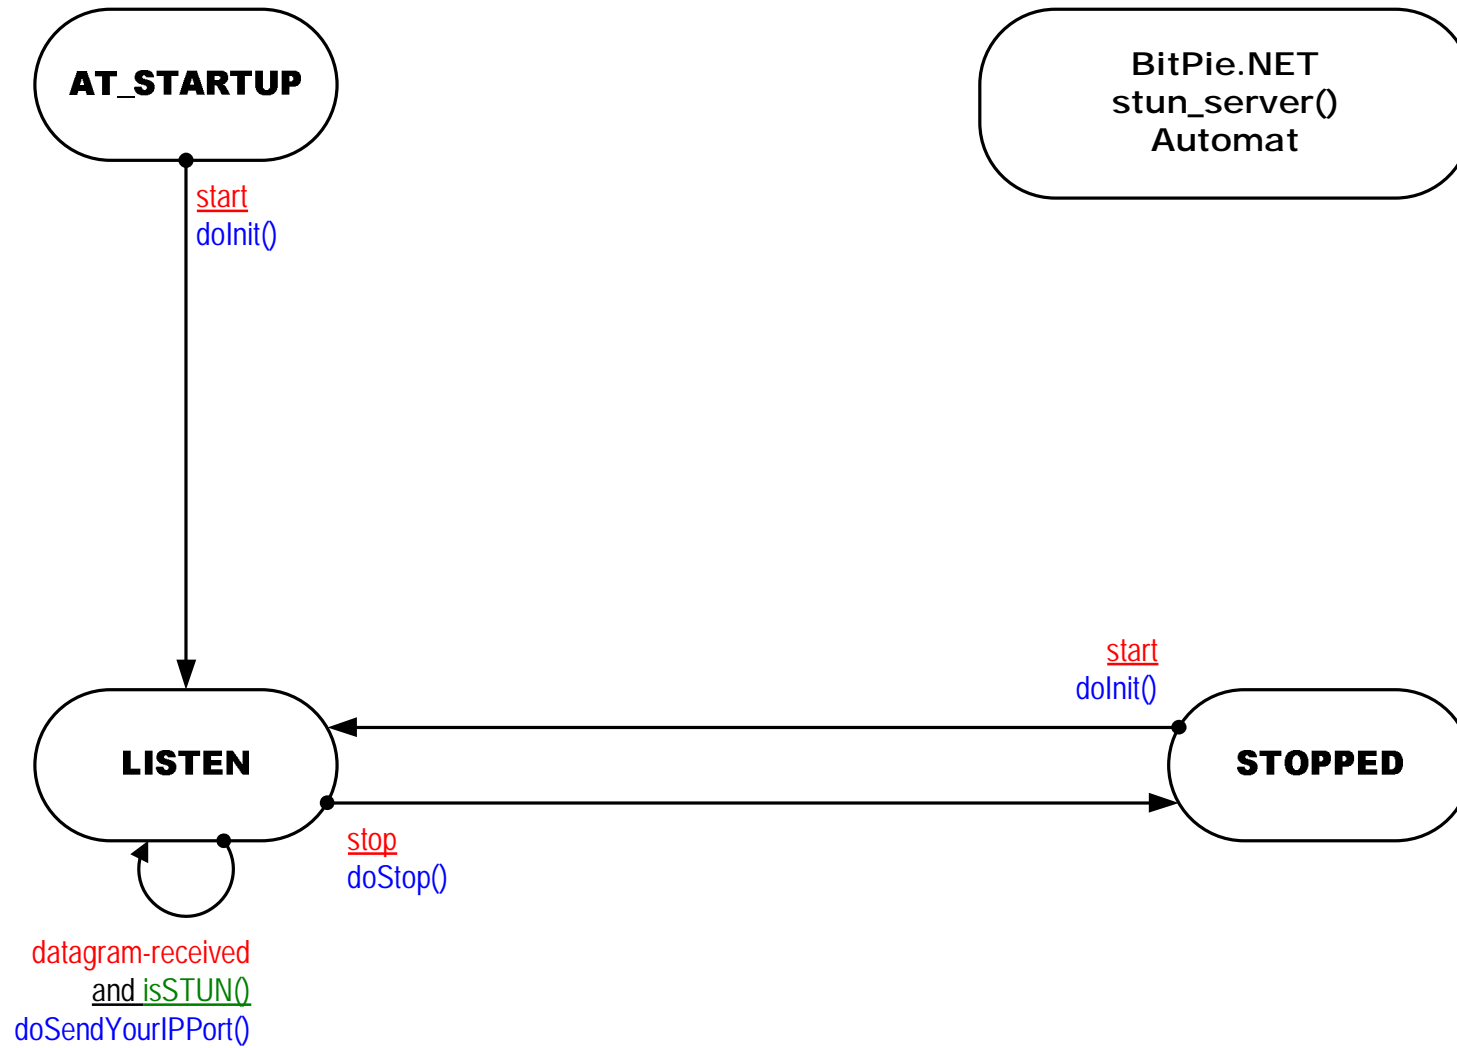 AT_STARTUP
BitPie.NET
stun_server()
Automat
start
doInit()
start
doInit()
LISTEN
STOPPED
stop
doStop()
datagram-received
and isSTUN()
doSendYourIPPort()